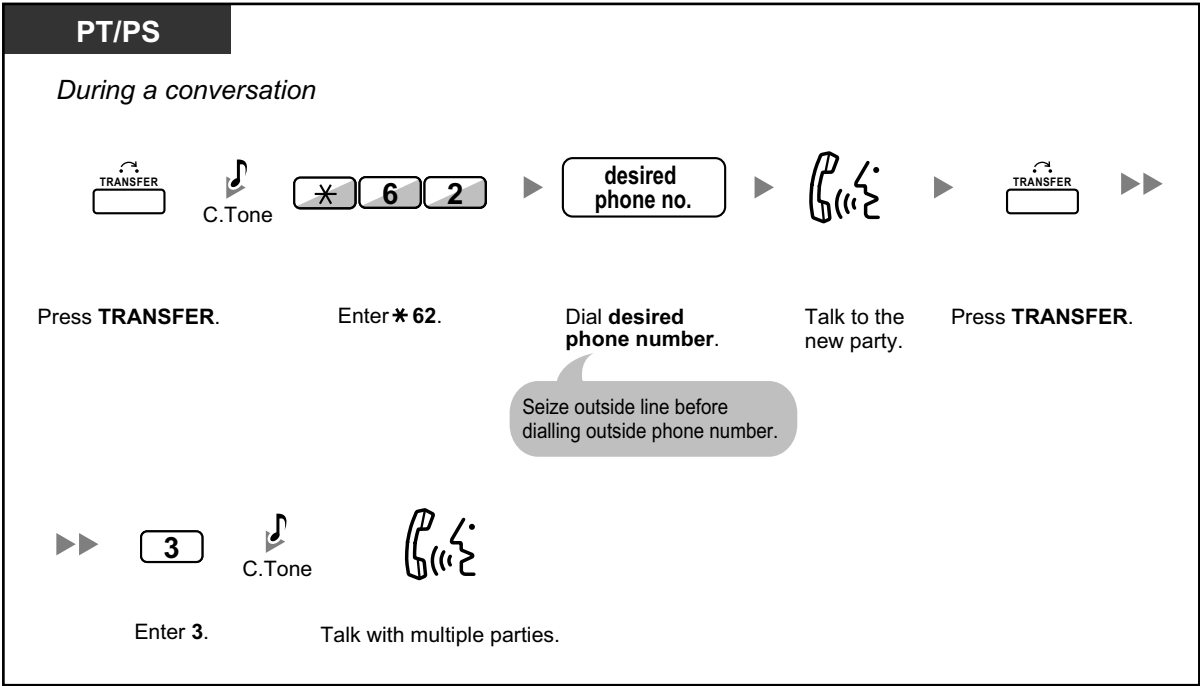 PT/PS
During a conversation
TRANSFER
C.Tone
* 6 2
desired
phone no.
TRANSFER
Press TRANSFER.
Enter * 62.
Dial desired
phone number.
Talk to the
new party.
Press TRANSFER.
Seize outside line before
dialling outside phone number.
3
C.Tone
Enter 3.
Talk with multiple parties.